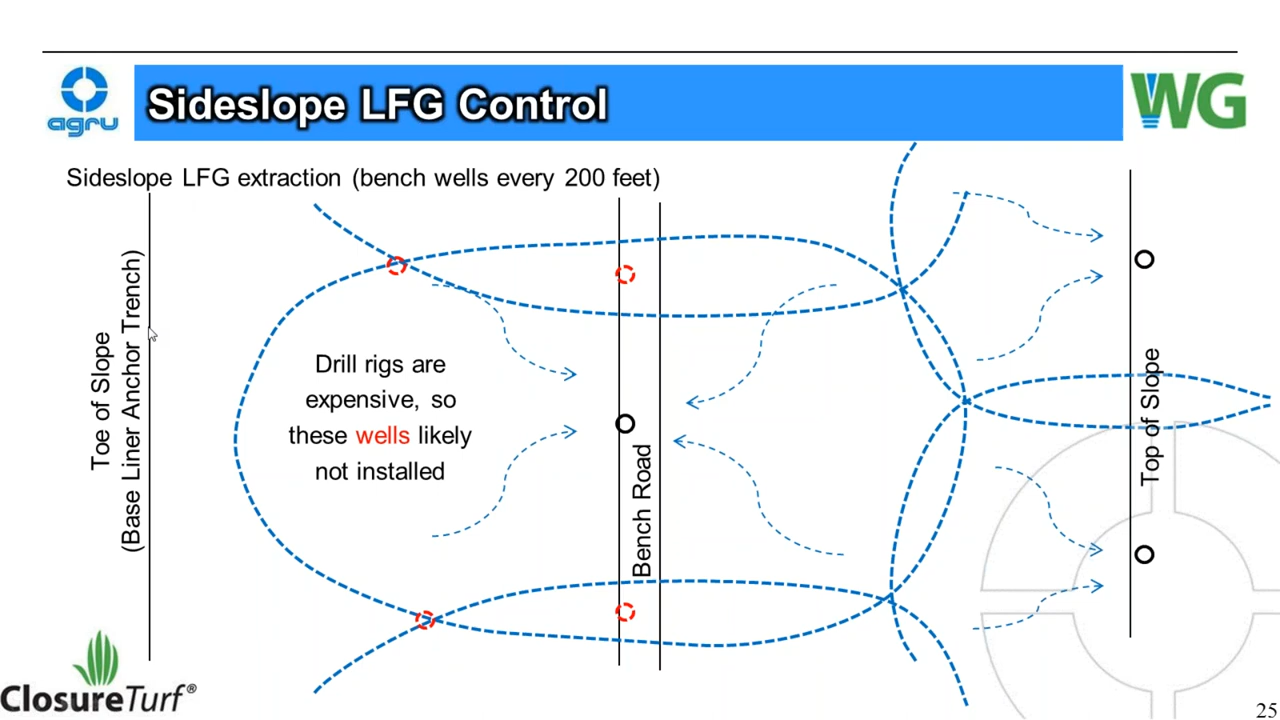 Sideslope LFG Control
agru
WG
Sideslope LFG extraction (bench wells every 200 feet)
Toe of Slope
(Base Liner Anchor Trench)
Drill rigs are
expensive, so
these wells likely
not installed
Bench Road
Top of Slope
ClosureTurf®
25